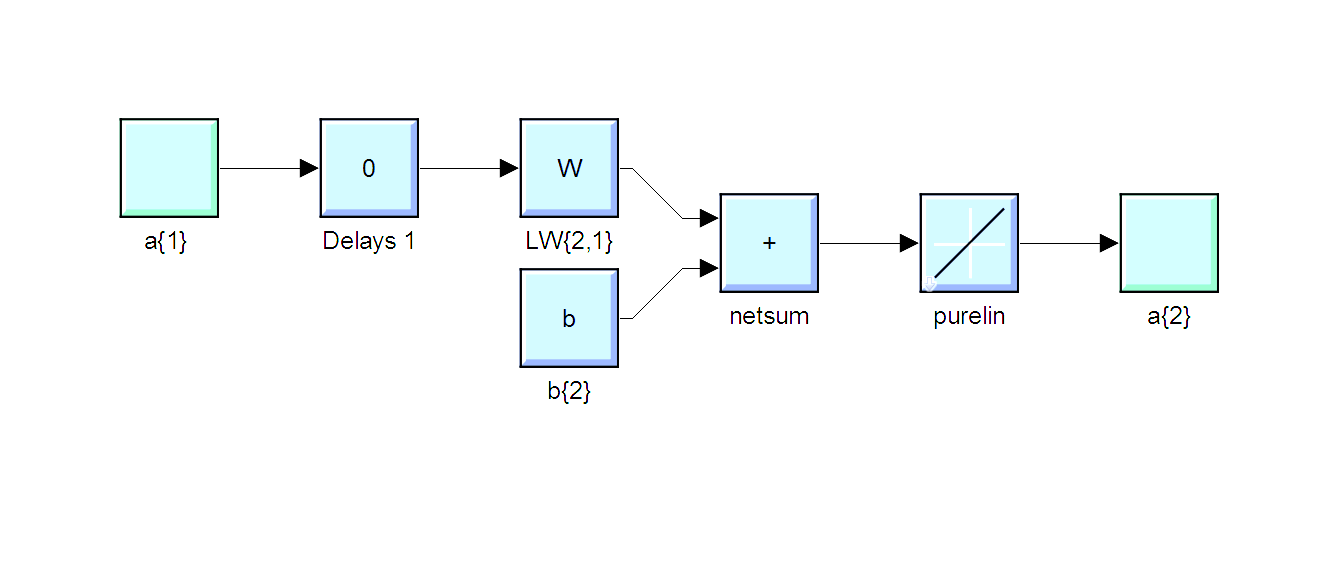 0
W
a{1}
Delays 1
LW{2,1}
+
b
netsum
purelin
a{2}
b{2}